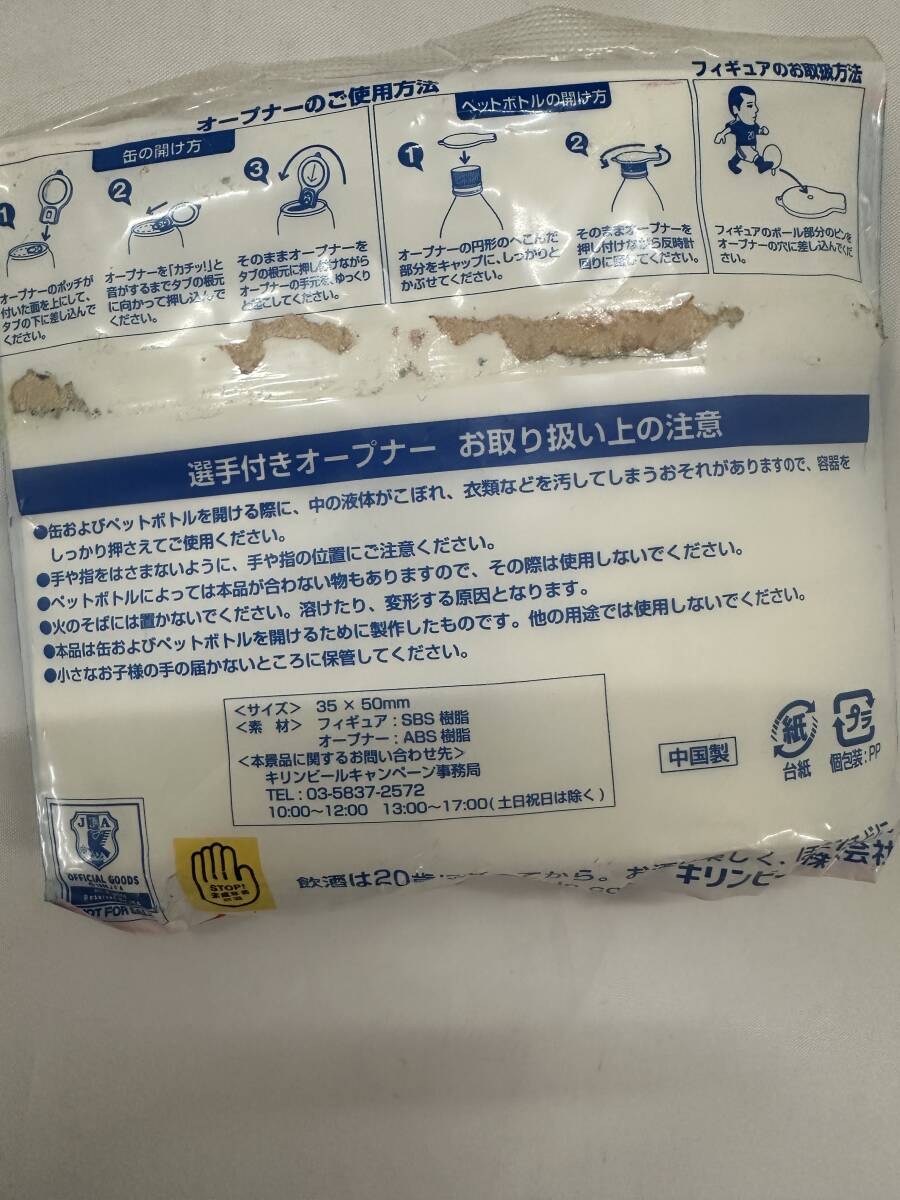 オープナーのご使用方法
缶の開け方
1
オープナーのポッチが
付いた面を上にして、
タブの下に差し込んで
ください。
2
オープナーを「カチッ!」と
音がするまでタブの根元
に向かって押し込んで
ください。
3
そのままオープナーを
タブの根元に押し付けながら
オープナーの手元を、ゆっくり
と起こしてください。
ペットボトルの開け方
1
オープナーの円形のへこんだ
部分をキャップに、しっかりと
かぶせてください。
2
そのままオープナーを
押し付けながら反時計
回りに回してください。
フィギュアのお取扱方法
20
フィギュアのボール部分のピンを
オープナーの穴に差し込んでくだ
さい。
選手付きオープナー お取り扱い上の注意
●缶およびペットボトルを開ける際に、中の液体がこぼれ、衣類などを汚してしまうおそれがありますので、容器を
しっかり押さえてご使用ください。
●手や指をはさまないように、手や指の位置にご注意ください。
●ペットボトルによっては本品が合わない物もありますので、その際は使用しないでください。
●火のそばには置かないでください。溶けたり、変形する原因となります。
●本品は缶およびペットボトルを開けるために製作したものです。他の用途では使用しないでください。
●小さなお子様の手の届かないところに保管してください。
<サイズ> 35 × 50mm
<素 材> フィギュア : SBS 樹脂
オープナー : ABS 樹脂
<本景品に関するお問い合わせ先>
キリンビールキャンペーン事務局
TEL : 03-5837-2572
10:00〜12:00 13:00〜17:00(土日祝日は除く)
中国製
紙
台紙
プラ
個包装:PP
JFA
OFFICIAL GOODS
NOT FOR
STOP!
飲酒は20歳 から。お酒は楽しく、
キリンビー 株式会社